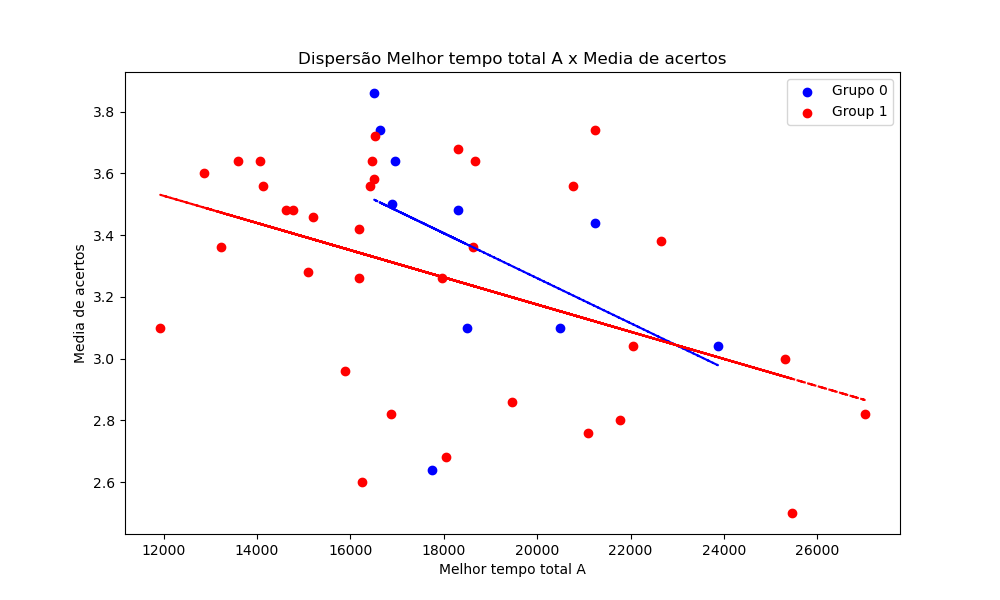 Dispersão Melhor tempo total A x Media de acertos
Grupo 0
Group 1
Media de acertos
3.8
3.6
3.4
3.2
3.0
2.8
2.6
12000 14000 16000 18000 20000 22000 24000 26000
Melhor tempo total A